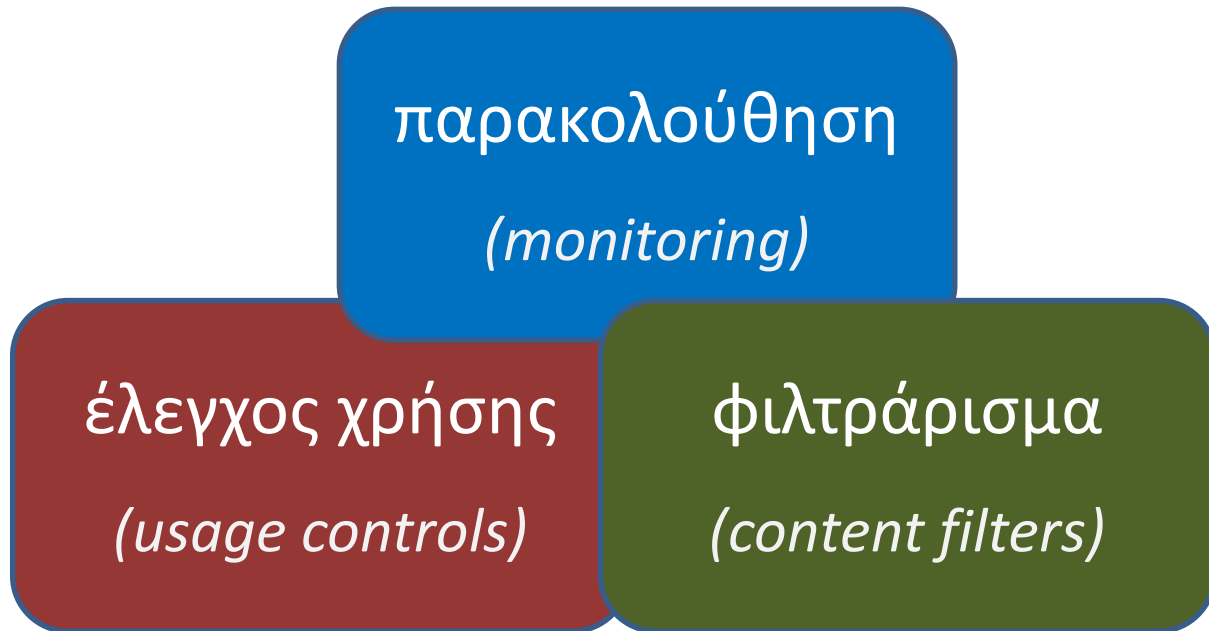 παρακολούθηση
(monitoring)
έλεγχος χρήσης
(usage controls)
φιλτράρισμα
(content filters)